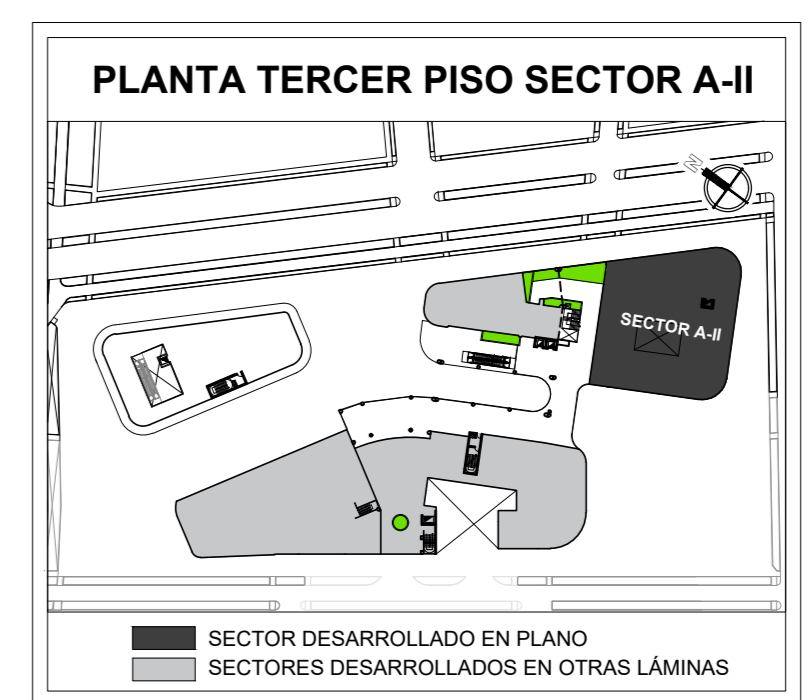 PLANTA TERCER PISO SECTOR A-II
N
SECTOR A-II
SECTOR DESARROLLADO EN PLANO
SECTORES DESARROLLADOS EN OTRAS LÁMINAS